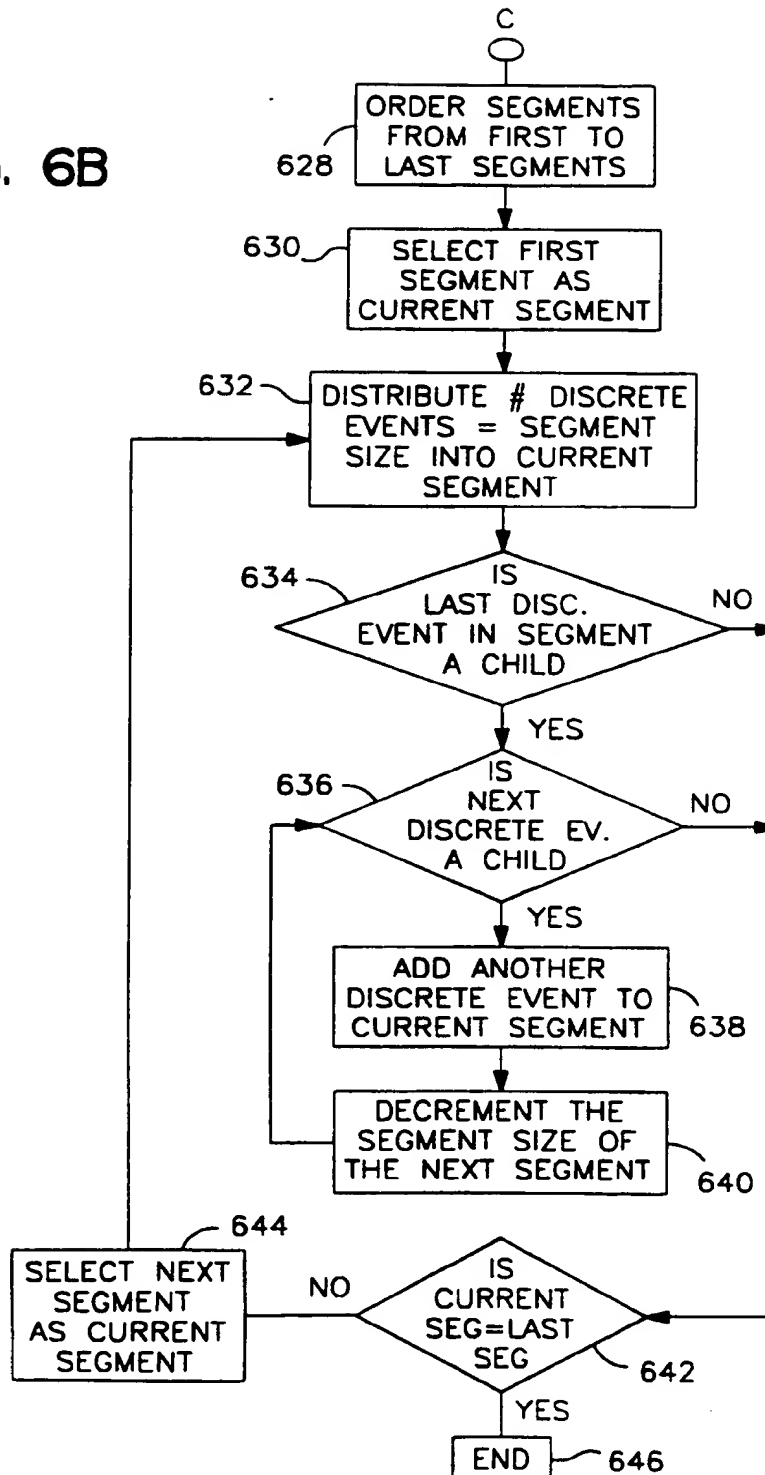 C
ORDER SEGMENTS
FROM FIRST TO
LAST SEGMENTS
628
6B
630
SELECT FIRST
SEGMENT AS
CURRENT SEGMENT
632
DISTRIBUTE # DISCRETE
EVENTS = SEGMENT
SIZE INTO CURRENT
SEGMENT
634
IS
LAST DISC.
EVENT IN SEGMENT
A CHILD
NO
YES
636
IS
NEXT
DISCRETE EV.
A CHILD
NO
YES
ADD ANOTHER
DISCRETE EVENT TO
CURRENT SEGMENT
638
DECREMENT THE
SEGMENT SIZE OF
THE NEXT SEGMENT
640
644
SELECT NEXT
SEGMENT
AS CURRENT
SEGMENT
NO
IS
CURRENT
SEG=LAST
SEG
642
YES
END
646